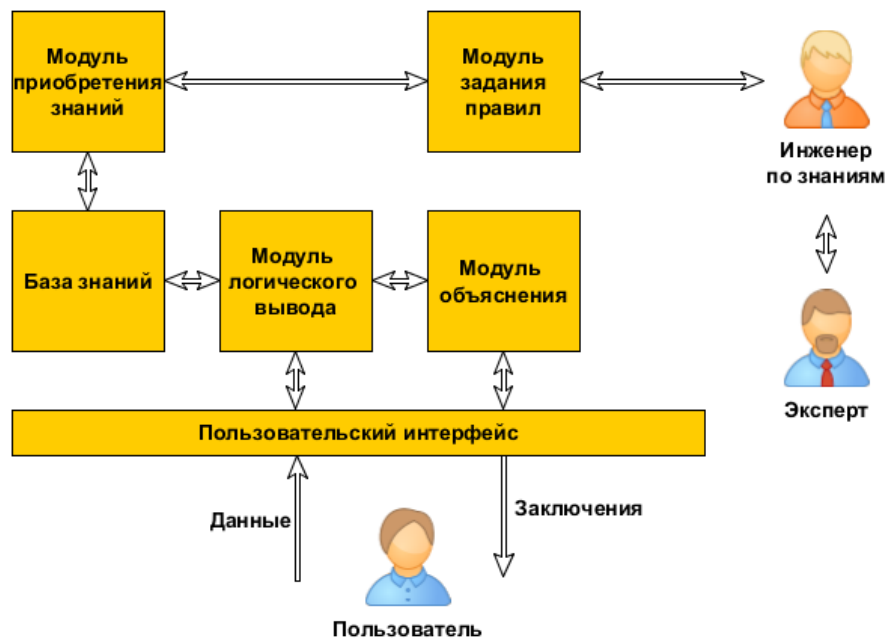 Модуль
приобретения
знаний
Модуль
задания
правил
Инженер
по знаниям
База знаний
Модуль
логического
вывода
Модуль
объяснения
Эксперт
Пользовательский интерфейс
Данные
Заключения
Пользователь